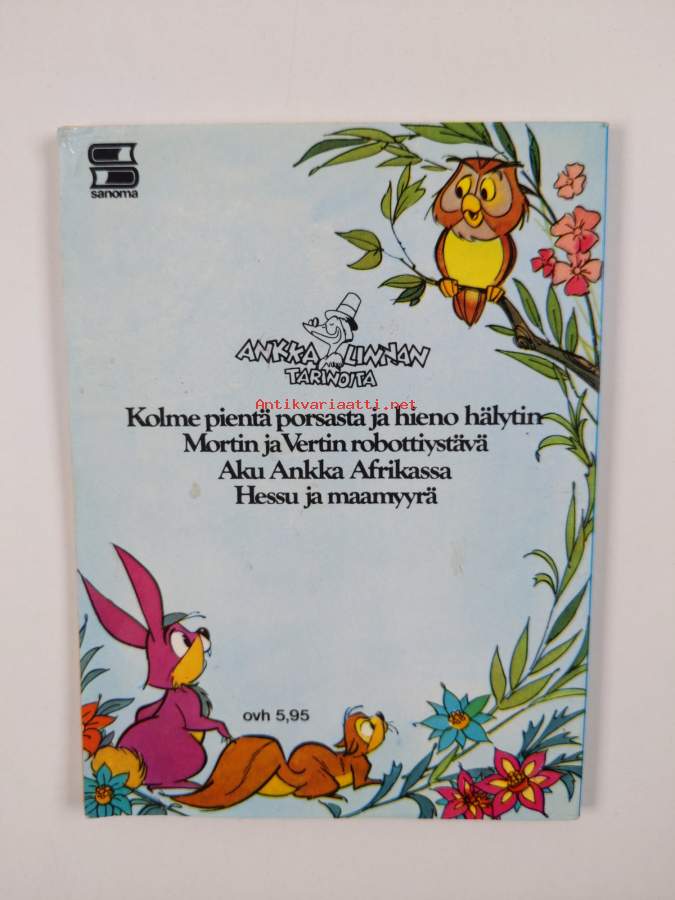 sanoma
ANKKALINNAN
TARINOITA
Antikvariaatti.net
Kolme pientä porsasta ja hieno hälytin
Mortin ja Vertin robottiystävä
Aku Ankka Afrikassa
Hessu ja maamyyrä
ovh 5,95